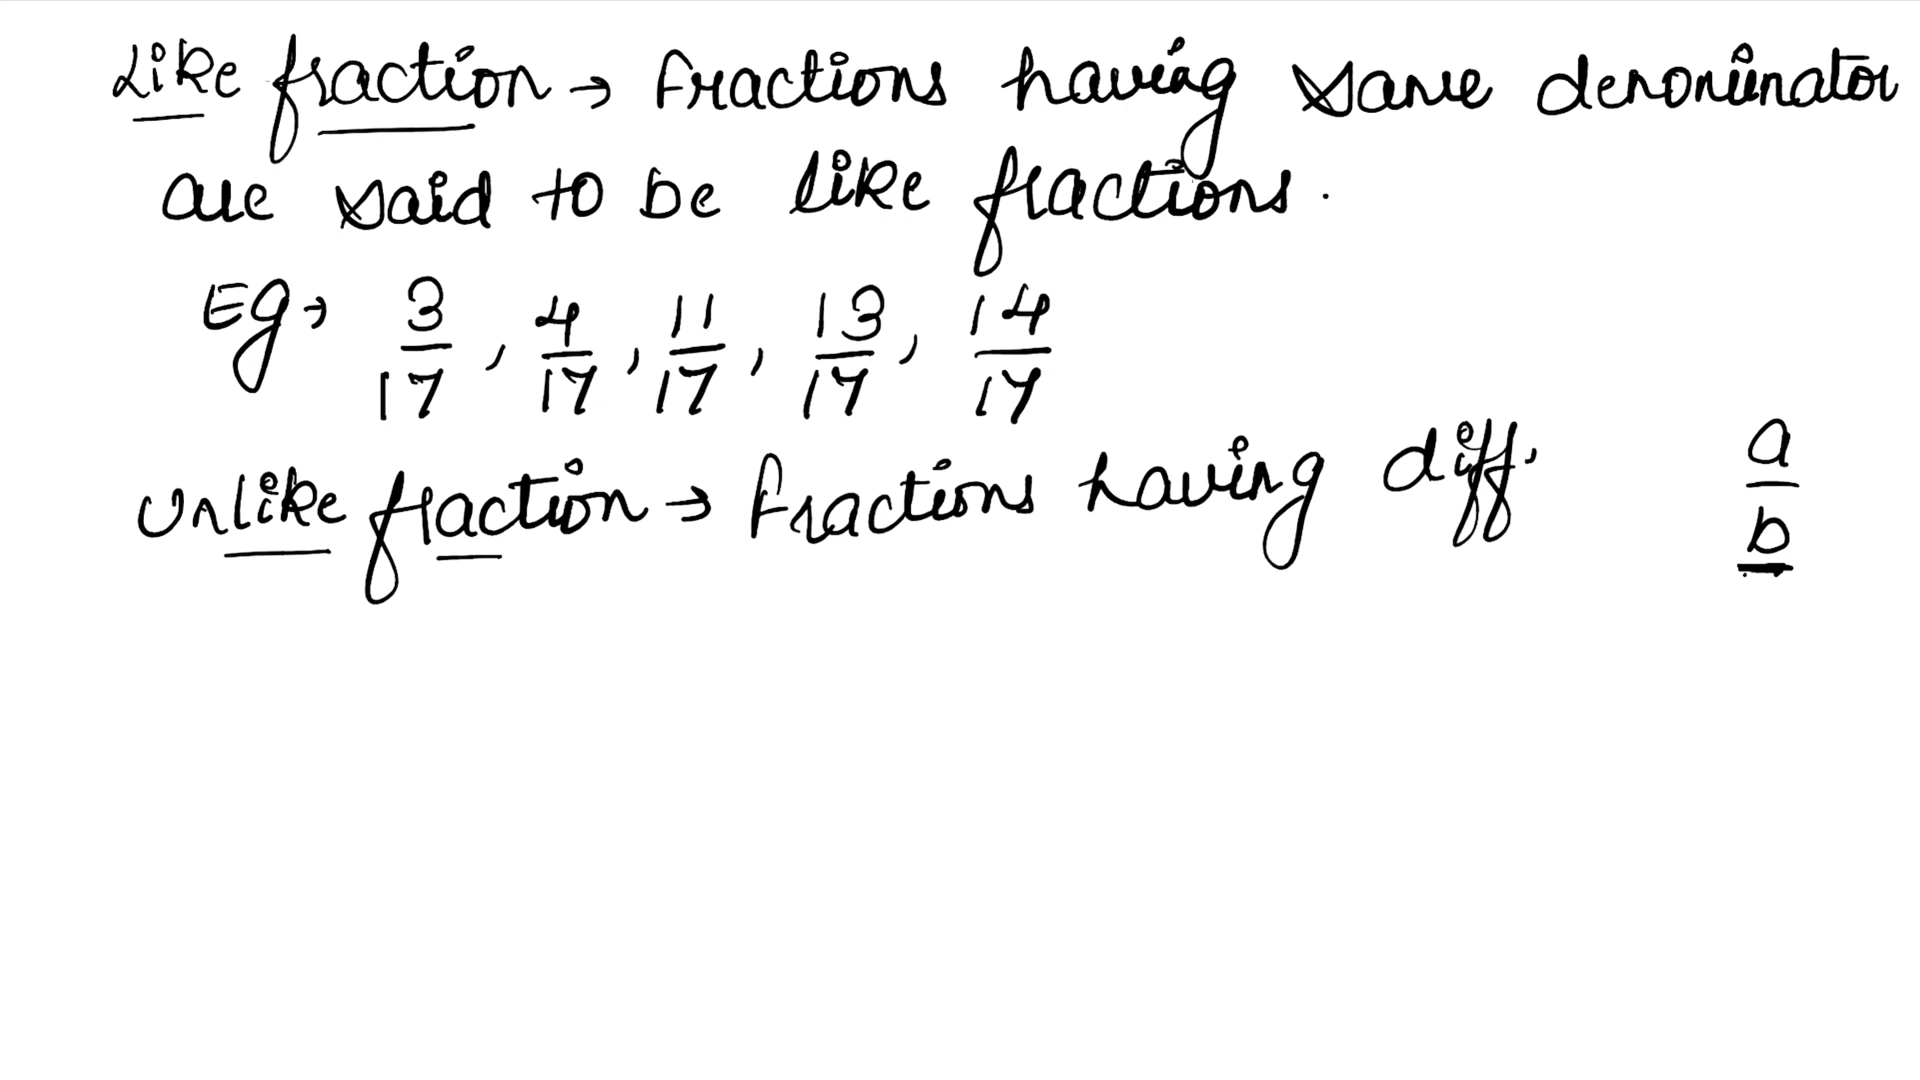 Like fraction → Fractions having same denominator
are said to be like fractions.
Eg → 3/17, 4/17, 11/17, 13/17, 14/17
Unlike fraction → Fractions having diff.
a/b